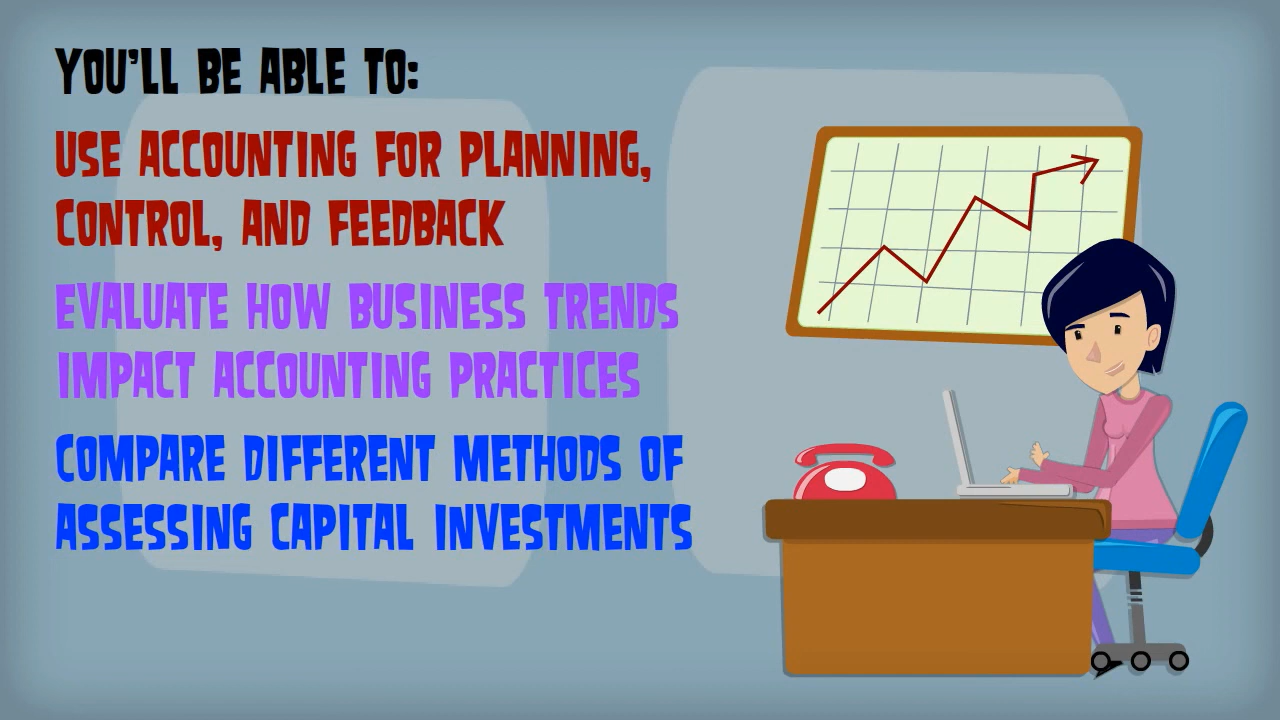 YOU'LL BE ABLE TO:
USE ACCOUNTING FOR PLANNING,
CONTROL, AND FEEDBACK
EVALUATE HOW BUSINESS TRENDS
IMPACT ACCOUNTING PRACTICES
COMPARE DIFFERENT METHODS OF
ASSESSING CAPITAL INVESTMENTS